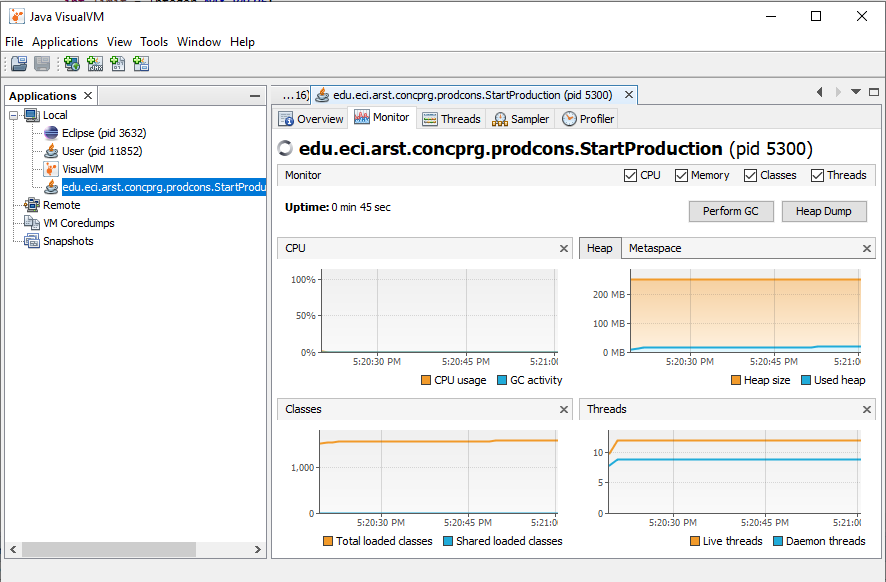 Java VisualVM
File Applications View Tools Window Help
Applications
...16]
edu.eci.arst.concprg.prodcons.StartProduction (pid 5300)
Local
Eclipse (pid 3632)
User (pid 11852)
VisualVM
edu.eci.arst.concprg.prodcons.StartProdu
Remote
VM Coredumps
Snapshots
Overview Monitor Threads Sampler Profiler
edu.eci.arst.concprg.prodcons.StartProduction (pid 5300)
Monitor CPU Memory Classes Threads
Uptime: 0 min 45 sec
Perform GC Heap Dump
CPU
100%
50%
0%
5:20:30 PM 5:20:45 PM 5:21:0
CPU usage GC activity
Heap Metaspace
200 MB
100 MB
0 MB
5:20:30 PM 5:20:45 PM 5:21:0
Heap size Used heap
Classes
1,000
0
5:20:30 PM 5:20:45 PM 5:21:0
Total loaded classes Shared loaded classes
Threads
10
5
0
5:20:30 PM 5:20:45 PM 5:21:0
Live threads Daemon threads